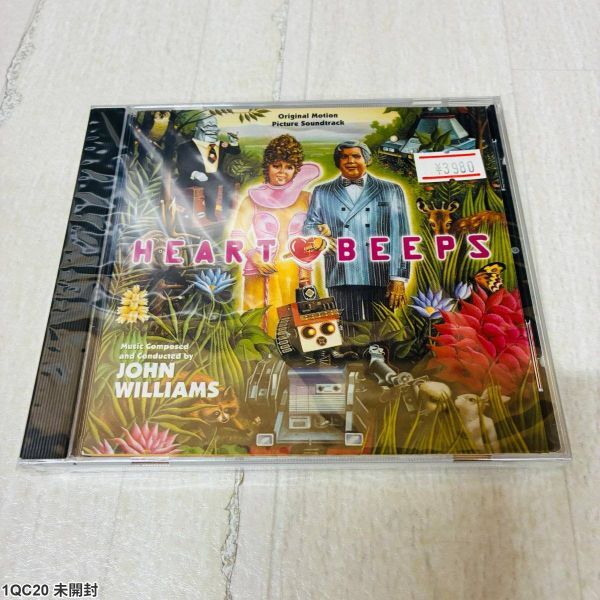 Original Motion
Picture Soundtrack
¥3980
HEART BEEPS
Music Composed
and Conducted by
JOHN
WILLIAMS
1QC20 未開封